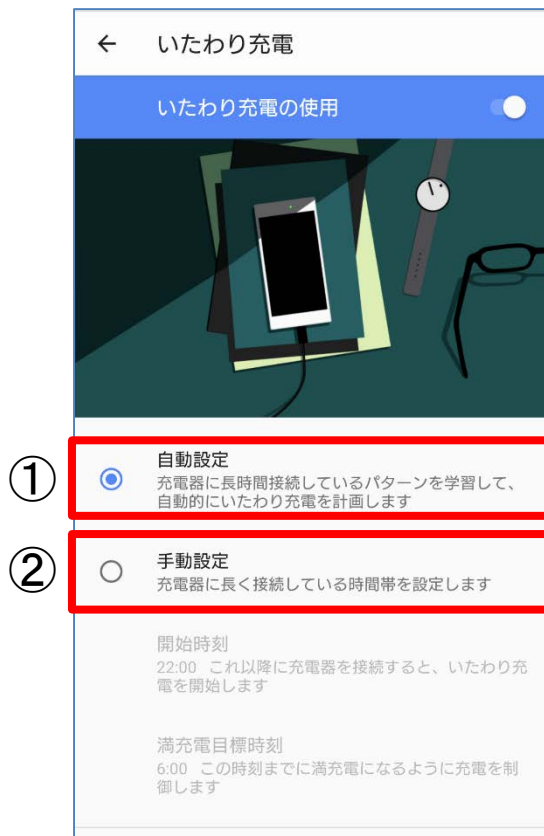 ← いたわり充電
いたわり充電の使用
①
自動設定
充電器に長時間接続しているパターンを学習して、
自動的にいたわり充電を計画します
②
手動設定
充電器に長く接続している時間帯を設定します
開始時刻
22:00 これ以降に充電器を接続すると、いたわり充
電を開始します
満充電目標時刻
6:00 この時刻までに満充電になるように充電を制
御します